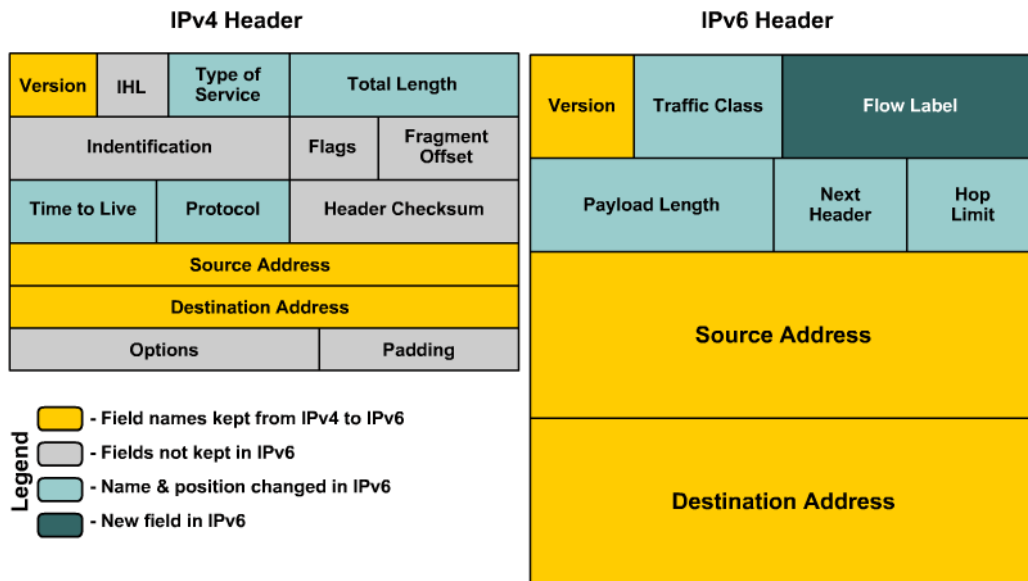 IPv4 Header
Version
IHL
Type of
Service
Total Length
Indentification
Flags
Fragment
Offset
Time to Live
Protocol
Header Checksum
Source Address
Destination Address
Options
Padding
Legend
- Field names kept from IPv4 to IPv6
- Fields not kept in IPv6
- Name & position changed in IPv6
- New field in IPv6
IPv6 Header
Version
Traffic Class
Flow Label
Payload Length
Next
Header
Hop
Limit
Source Address
Destination Address